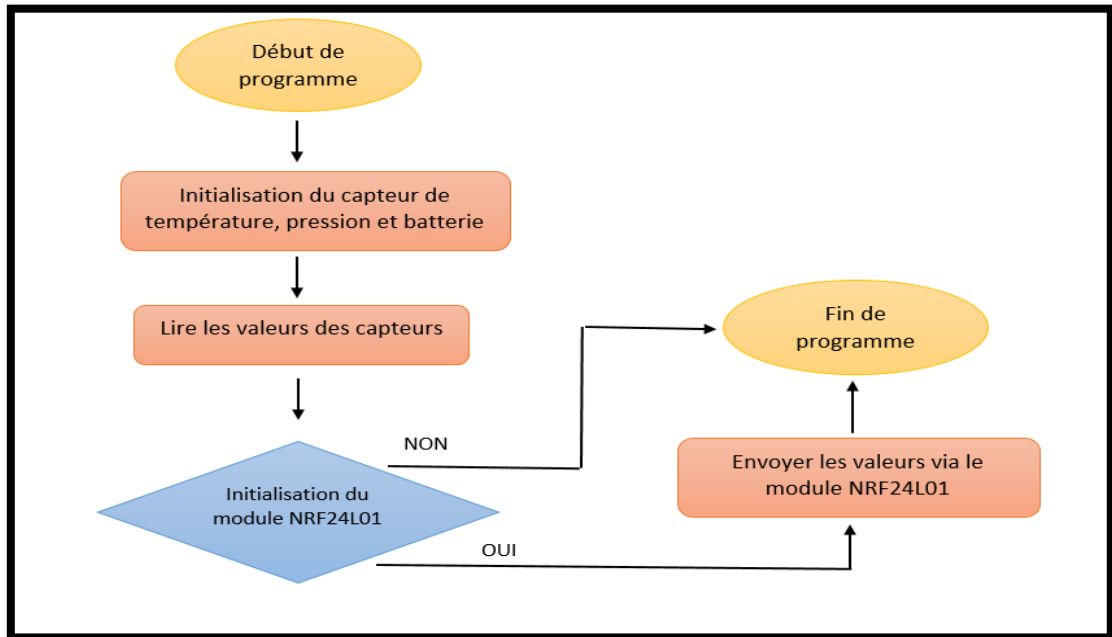 Début de
programme
Initialisation du capteur de
température, pression et batterie
Lire les valeurs des capteurs
Initialisation du
module NRF24L01
NON
OUI
Envoyer les valeurs via le
module NRF24L01
Fin de
programme